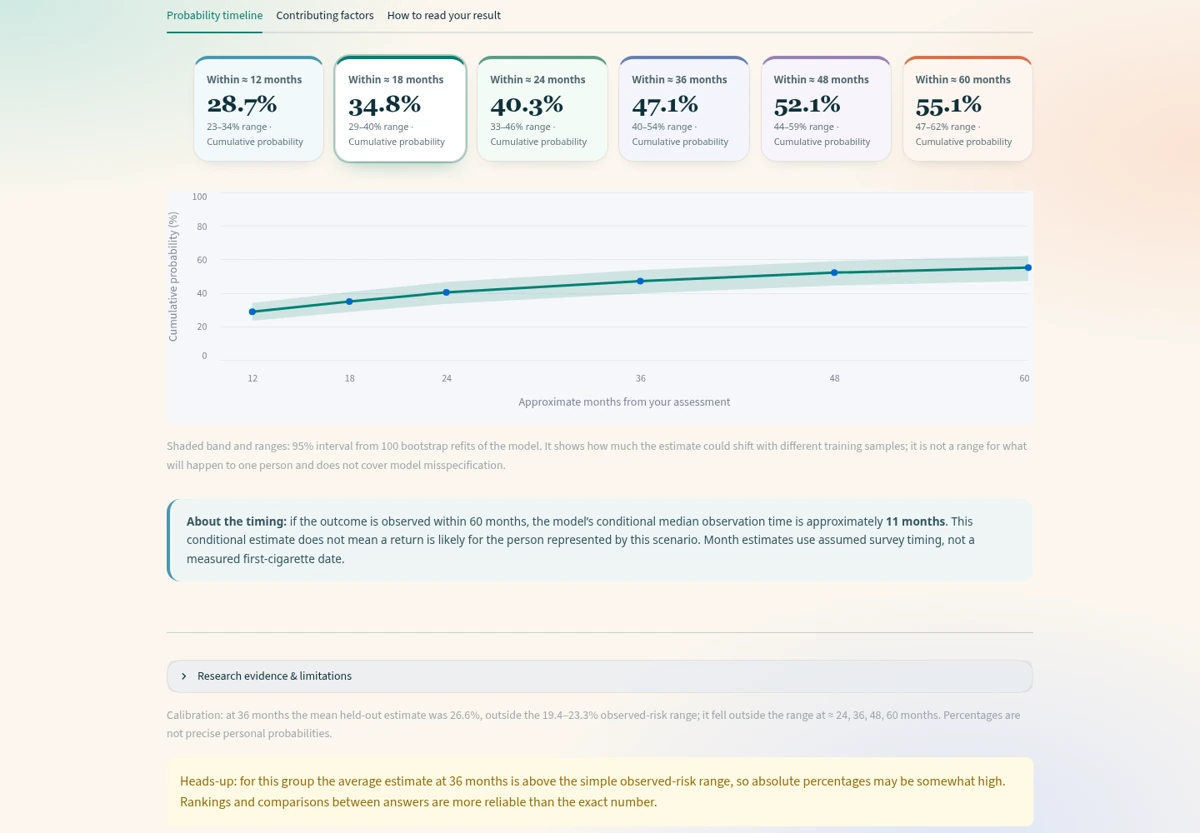 Probability timeline Contributing factors How to read your result
Within ≈ 12 months
28.7%
23–34% range ·
Cumulative probability
Within ≈ 18 months
34.8%
29–40% range ·
Cumulative probability
Within ≈ 24 months
40.3%
33–46% range ·
Cumulative probability
Within ≈ 36 months
47.1%
40–54% range ·
Cumulative probability
Within ≈ 48 months
52.1%
44–59% range ·
Cumulative probability
Within ≈ 60 months
55.1%
47–62% range ·
Cumulative probability
Cumulative probability (%)
100
80
60
40
20
0
12 18 24 36 48 60
Approximate months from your assessment
Shaded band and ranges: 95% interval from 100 bootstrap refits of the model. It shows how much the estimate could shift with different training samples; it is not a range for what
will happen to one person and does not cover model misspecification.
About the timing: if the outcome is observed within 60 months, the model’s conditional median observation time is approximately 11 months. This
conditional estimate does not mean a return is likely for the person represented by this scenario. Month estimates use assumed survey timing, not a
measured first-cigarette date.
Research evidence & limitations
Calibration: at 36 months the mean held-out estimate was 26.6%, outside the 19.4–23.3% observed-risk range; it fell outside the range at ≈ 24, 36, 48, 60 months. Percentages are
not precise personal probabilities.
Heads-up: for this group the average estimate at 36 months is above the simple observed-risk range, so absolute percentages may be somewhat high.
Rankings and comparisons between answers are more reliable than the exact number.